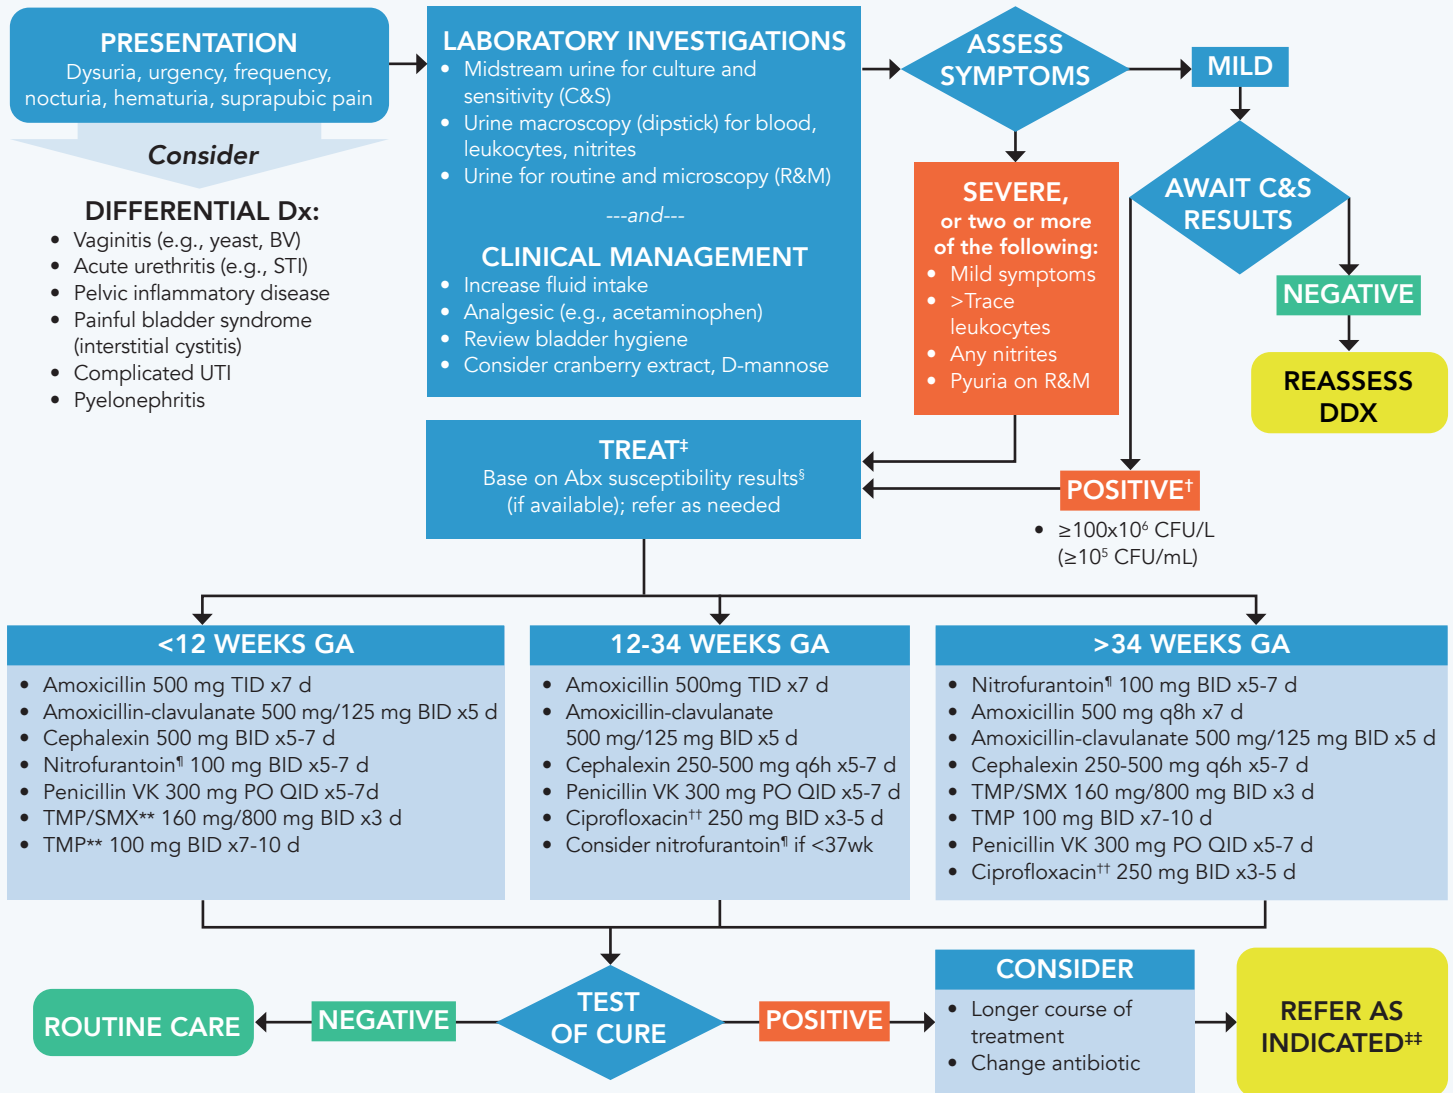 PRESENTATION
Dysuria, urgency, frequency,
nocturia, hematuria, suprapubic pain
Consider
DIFFERENTIAL Dx:
• Vaginitis (e.g., yeast, BV)
• Acute urethritis (e.g., STI)
• Pelvic inflammatory disease
• Painful bladder syndrome
(interstitial cystitis)
• Complicated UTI
• Pyelonephritis
LABORATORY INVESTIGATIONS
• Midstream urine for culture and
sensitivity (C&S)
• Urine macroscopy (dipstick) for blood,
leukocytes, nitrites
• Urine for routine and microscopy (R&M)
---and---
CLINICAL MANAGEMENT
• Increase fluid intake
• Analgesic (e.g., acetaminophen)
• Review bladder hygiene
• Consider cranberry extract, D-mannose
ASSESS
SYMPTOMS
MILD
SEVERE,
or two or more
of the following:
• Mild symptoms
• >Trace
leukocytes
• Any nitrites
• Pyuria on R&M
AWAIT C&S
RESULTS
NEGATIVE
REASSESS
DDX
POSITIVE†
• ≥100x10⁶ CFU/L
(≥10⁵ CFU/mL)
TREAT‡
Base on Abx susceptibility results§
(if available); refer as needed
<12 WEEKS GA
• Amoxicillin 500 mg TID x7 d
• Amoxicillin-clavulanate 500 mg/125 mg BID x5 d
• Cephalexin 500 mg BID x5-7 d
• Nitrofurantoin¶ 100 mg BID x5-7 d
• Penicillin VK 300 mg PO QID x5-7d
• TMP/SMX** 160 mg/800 mg BID x3 d
• TMP** 100 mg BID x7-10 d
12-34 WEEKS GA
• Amoxicillin 500mg TID x7 d
• Amoxicillin-clavulanate
500 mg/125 mg BID x5 d
• Cephalexin 250-500 mg q6h x5-7 d
• Penicillin VK 300 mg PO QID x5-7 d
• Ciprofloxacin†† 250 mg BID x3-5 d
• Consider nitrofurantoin¶ if <37wk
>34 WEEKS GA
• Nitrofurantoin¶ 100 mg BID x5-7 d
• Amoxicillin 500 mg q8h x7 d
• Amoxicillin-clavulanate 500 mg/125 mg BID x5 d
• Cephalexin 250-500 mg q6h x5-7 d
• TMP/SMX 160 mg/800 mg BID x3 d
• TMP 100 mg BID x7-10 d
• Penicillin VK 300 mg PO QID x5-7 d
• Ciprofloxacin†† 250 mg BID x3-5 d
TEST
OF CURE
NEGATIVE
ROUTINE CARE
POSITIVE
CONSIDER
• Longer course of
treatment
• Change antibiotic
REFER AS
INDICATED‡‡